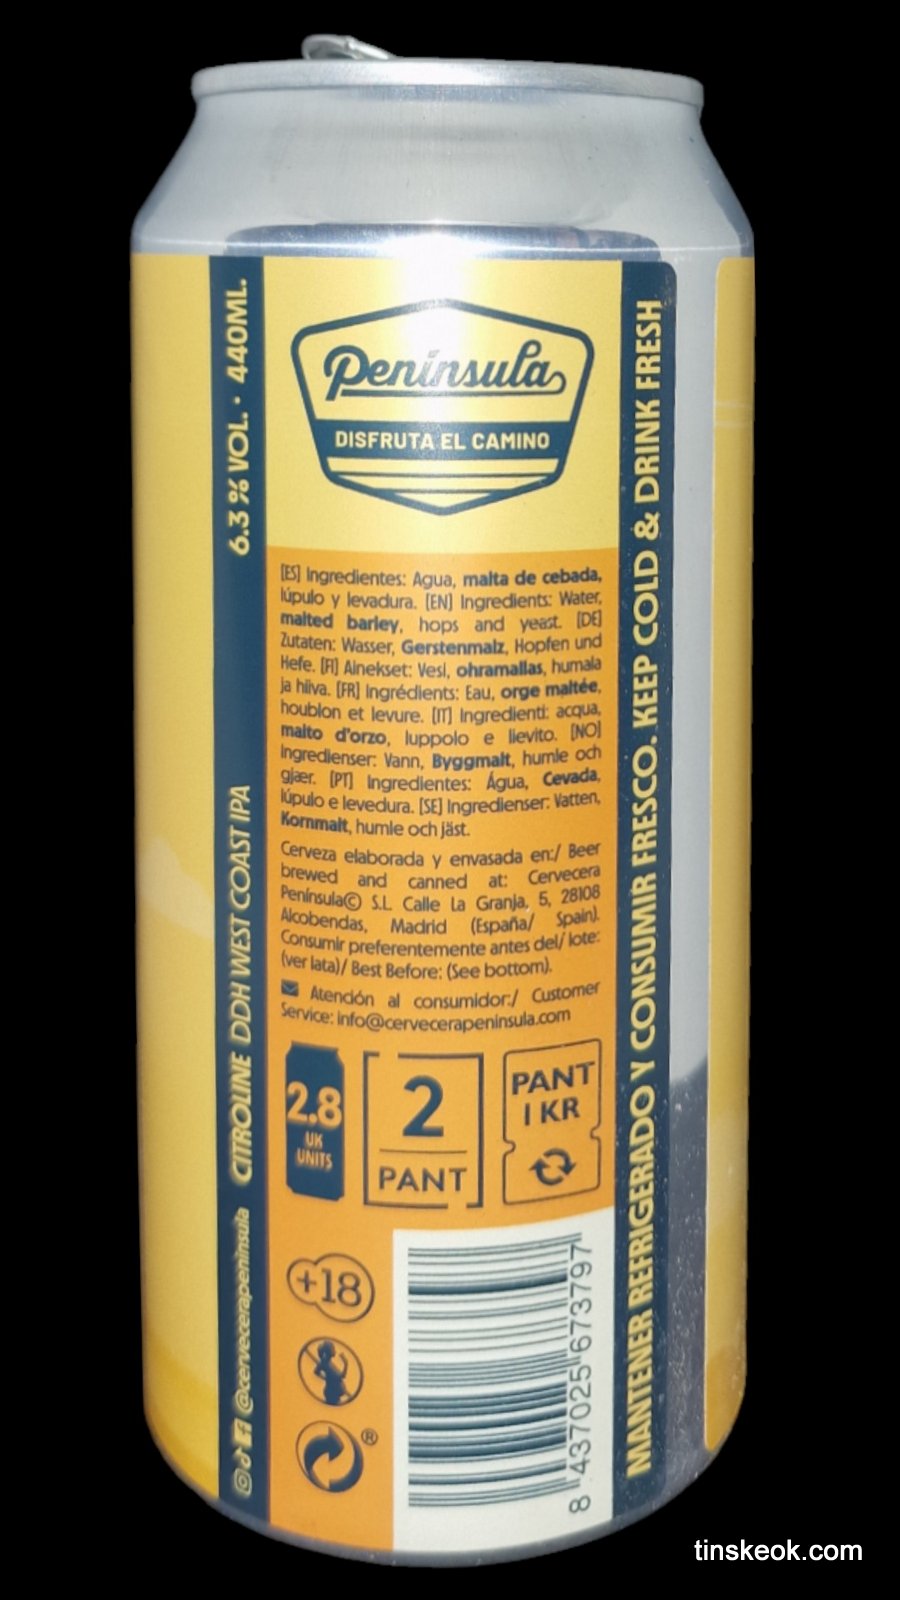 6.3 % VOL. · 440ML.
CITROLINE DDH WEST COAST IPA
@cervecerapeninsula
Península
DISFRUTA EL CAMINO
[ES] Ingredientes: Agua, malta de cebada,
lúpulo y levadura. [EN] Ingredients: Water,
malted barley, hops and yeast. [DE]
Zutaten: Wasser, Gerstenmalz, Hopfen und
Hefe. [FI] Ainekset: Vesi, ohramallas, humala
ja hiiva. [FR] Ingrédients: Eau, orge maltée,
houblon et levure. [IT] Ingredienti: acqua,
malto d'orzo, luppolo e lievito. [NO]
Ingredienser: Vann, Byggmalt, humle och
gjær. [PT] Ingredientes: Água, Cevada,
lúpulo e levedura. [SE] Ingredienser: Vatten,
Kornmalt, humle och jäst.
Cerveza elaborada y envasada en:/ Beer
brewed and canned at: Cervecera
Península© S.L. Calle La Granja, 5, 28108
Alcobendas, Madrid (España/ Spain).
Consumir preferentemente antes del/ lote:
(ver lata)/ Best Before: (See bottom).
Atención al consumidor:/ Customer
Service: info@cervecerapeninsula.com
2.8
UK
UNITS
2
PANT
PANT
1 KR
+18
®
8 437025 673797
MANTENER REFRIGERADO Y CONSUMIR FRESCO. KEEP COLD & DRINK FRESH
tinskeok.com